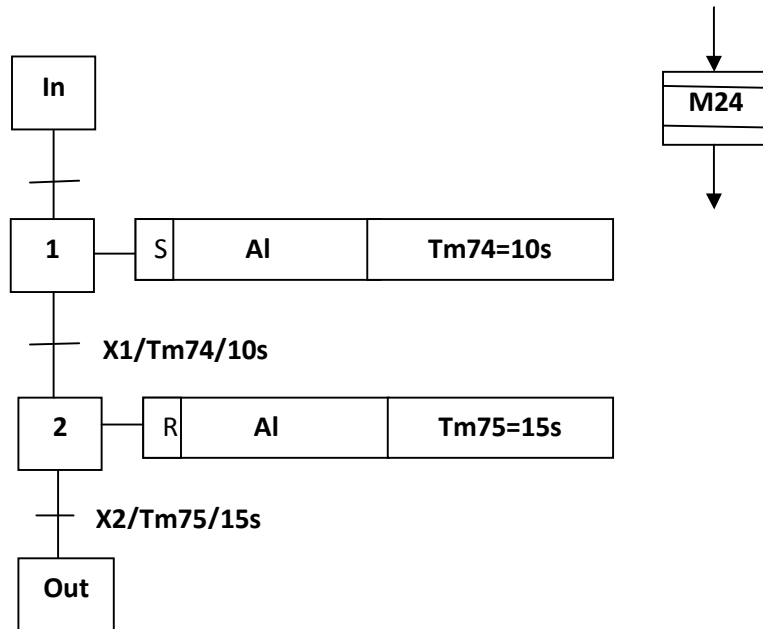 In
M24
1
S Al Tm74=10s
X1/Tm74/10s
2
R Al Tm75=15s
X2/Tm75/15s
Out